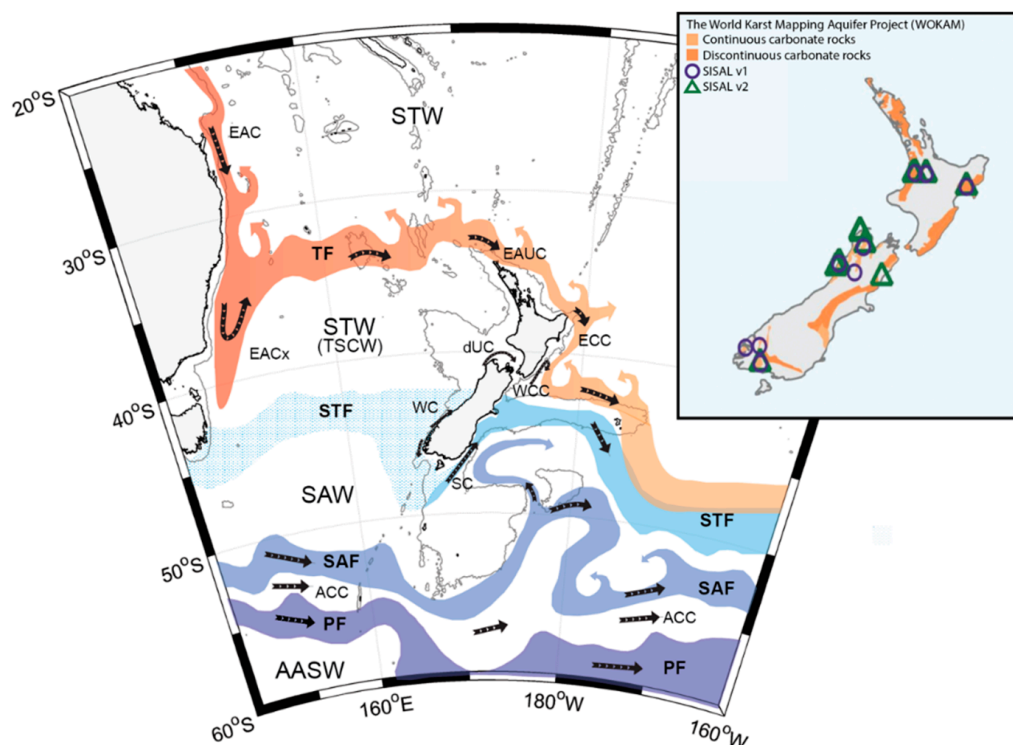 The World Karst Mapping Aquifer Project (WOKAM)
Continuous carbonate rocks
Discontinuous carbonate rocks
SISAL v1
SISAL v2
20°S
30°S
40°S
50°S
60°S
160°E
180°W
160°W
EAC
STW
TF
EAUC
STW
(TSCW)
EACx
dUC
ECC
WCC
STF
WC
SC
SAW
STF
SAF
SAF
ACC
ACC
PF
PF
AASW